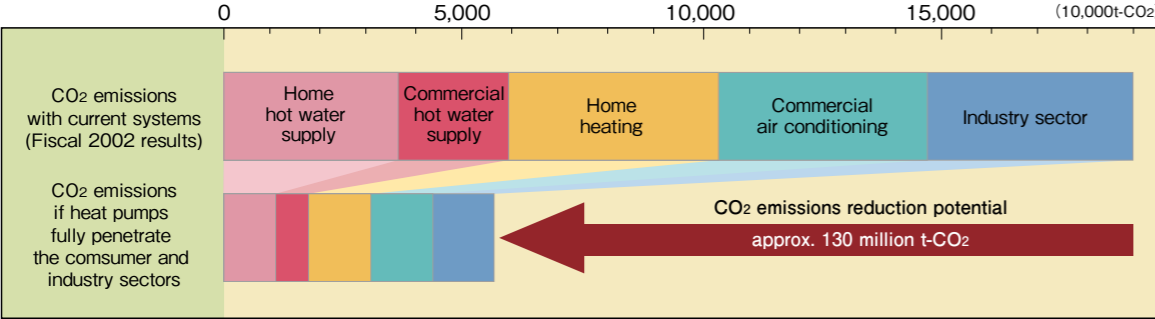 0 5,000 10,000 15,000 (10,000t-CO2)
CO2 emissions
with current systems
(Fiscal 2002 results)
Home
hot water
supply
Commercial
hot water
supply
Home
heating
Commercial
air conditioning
Industry sector
CO2 emissions
if heat pumps
fully penetrate
the comsumer and
industry sectors
CO2 emissions reduction potential
approx. 130 million t-CO2